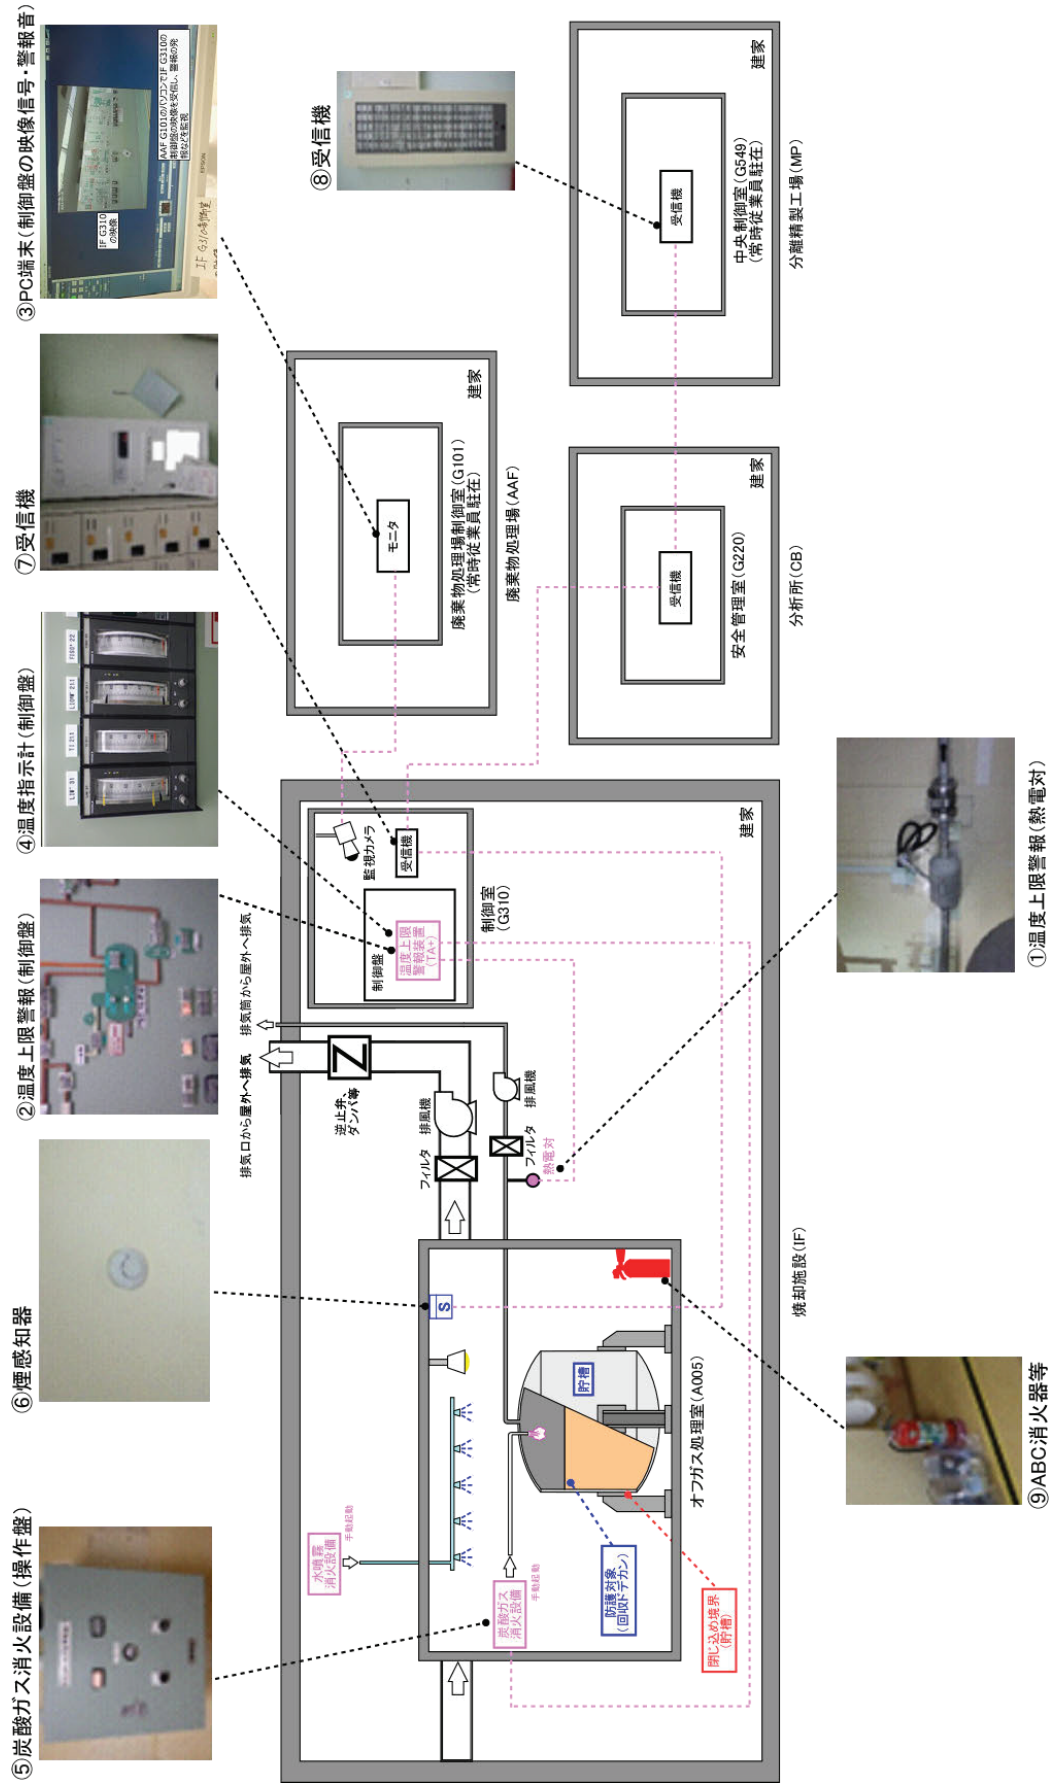 ⑤炭酸ガス消火設備(操作盤)
⑥煙感知器
②温度上限警報(制御盤)
④温度指示計(制御盤)
⑦受信機
③PC端末(制御盤の映像信号・警報音)
IF G310
の映像
AAF G101のパソコンでIF G310の
制御盤の映像を受信し、警報の発
報などを監視
IF G310制御室
EPSON
⑧受信機
排気口から屋外へ排気
排気筒から屋外へ排気
水噴霧
消火設備
手動起動
炭酸ガス
消火設備
手動起動
防護対象
(回収ドデカン)
閉じ込め境界
(貯槽)
貯槽
S
オフガス処理室(A005)
フィルタ
排風機
逆止弁、
ダンパ等
フィルタ
排風機
熱電対
制御盤
温度上限
警報装置
(TA+)
監視カメラ
受信機
制御室
(G310)
建家
焼却施設(IF)
モニタ
廃棄物処理場制御室(G101)
(常時従業員駐在)
建家
廃棄物処理場(AAF)
受信機
安全管理室(G220)
建家
分析所(CB)
受信機
中央制御室(G549)
(常時従業員駐在)
建家
分離精製工場(MP)
⑨ABC消火器等
①温度上限警報(熱電対)